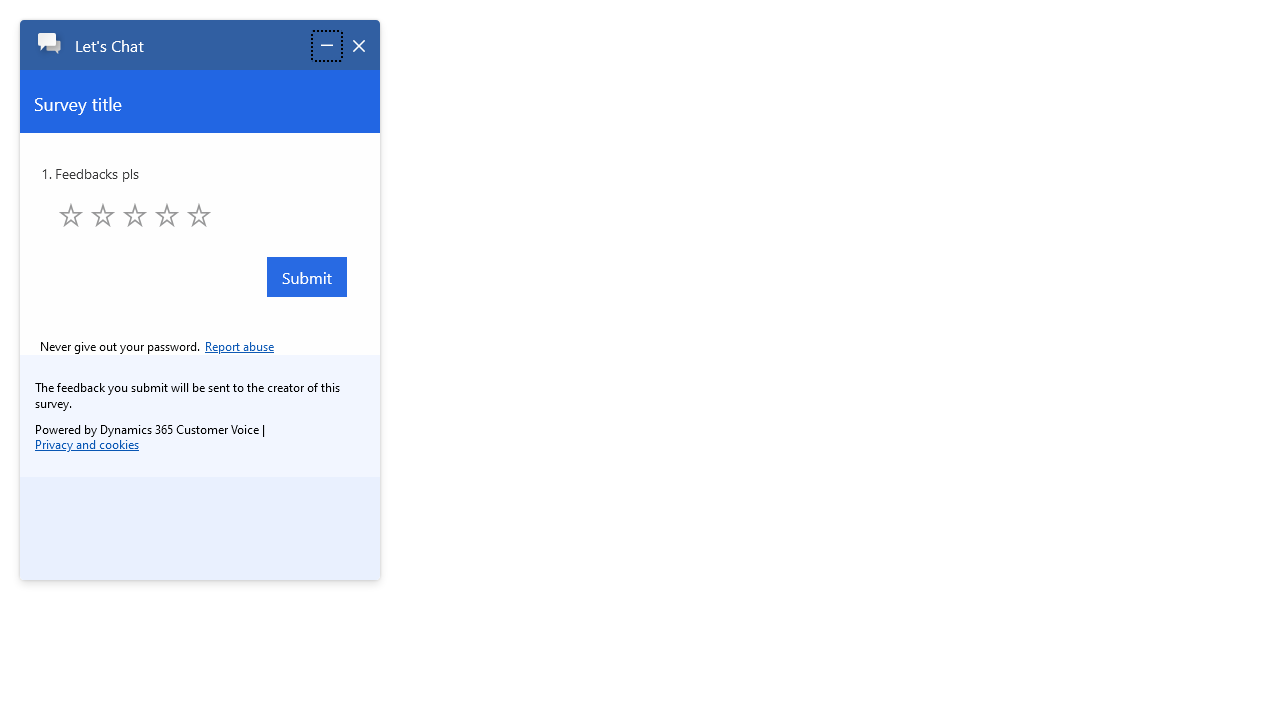 Let's Chat
Survey title
1. Feedbacks pls
Submit
Never give out your password. Report abuse
The feedback you submit will be sent to the creator of this
survey.
Powered by Dynamics 365 Customer Voice |
Privacy and cookies